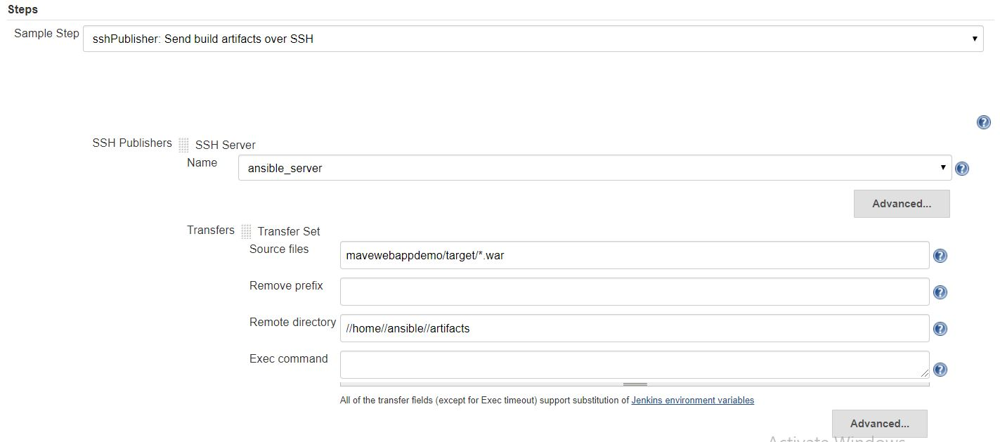 Steps
Sample Step
sshPublisher: Send build artifacts over SSH
SSH Publishers
SSH Server
Name
ansible_server
Advanced...
Transfers
Transfer Set
Source files
mavewebappdemo/target/*.war
Remove prefix
Remote directory
//home//ansible//artifacts
Exec command
All of the transfer fields (except for Exec timeout) support substitution of Jenkins environment variables
Advanced...
Activate Windows